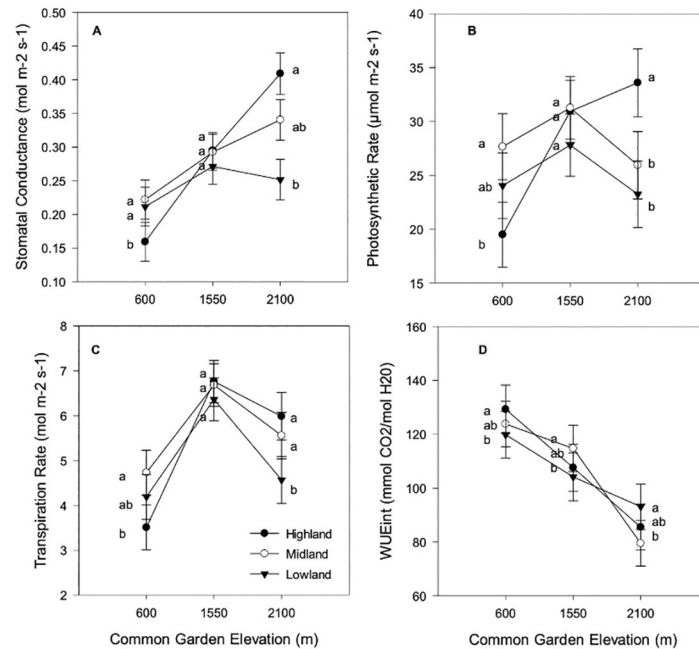 A
Stomatal Conductance (mol m-2 s-1)
0.50
0.45
0.40
0.35
0.30
0.25
0.20
0.15
0.10
a
a
b
a
a
a
a
ab
b
600
1550
2100
B
Photosynthetic Rate (μmol m-2 s-1)
40
35
30
25
20
15
a
ab
b
a
a
a
a
b
b
600
1550
2100
C
Transpiration Rate (mol m-2 s-1)
8
7
6
5
4
3
2
a
ab
b
a
a
a
a
a
b
Highland
Midland
Lowland
600
1550
2100
Common Garden Elevation (m)
D
WUEint (mmol CO2/mol H20)
160
140
120
100
80
60
a
ab
b
a
ab
b
a
ab
b
600
1550
2100
Common Garden Elevation (m)